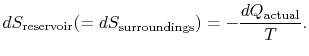 dS_reservoir(= dS_surroundings) = −dQ_actual/T.